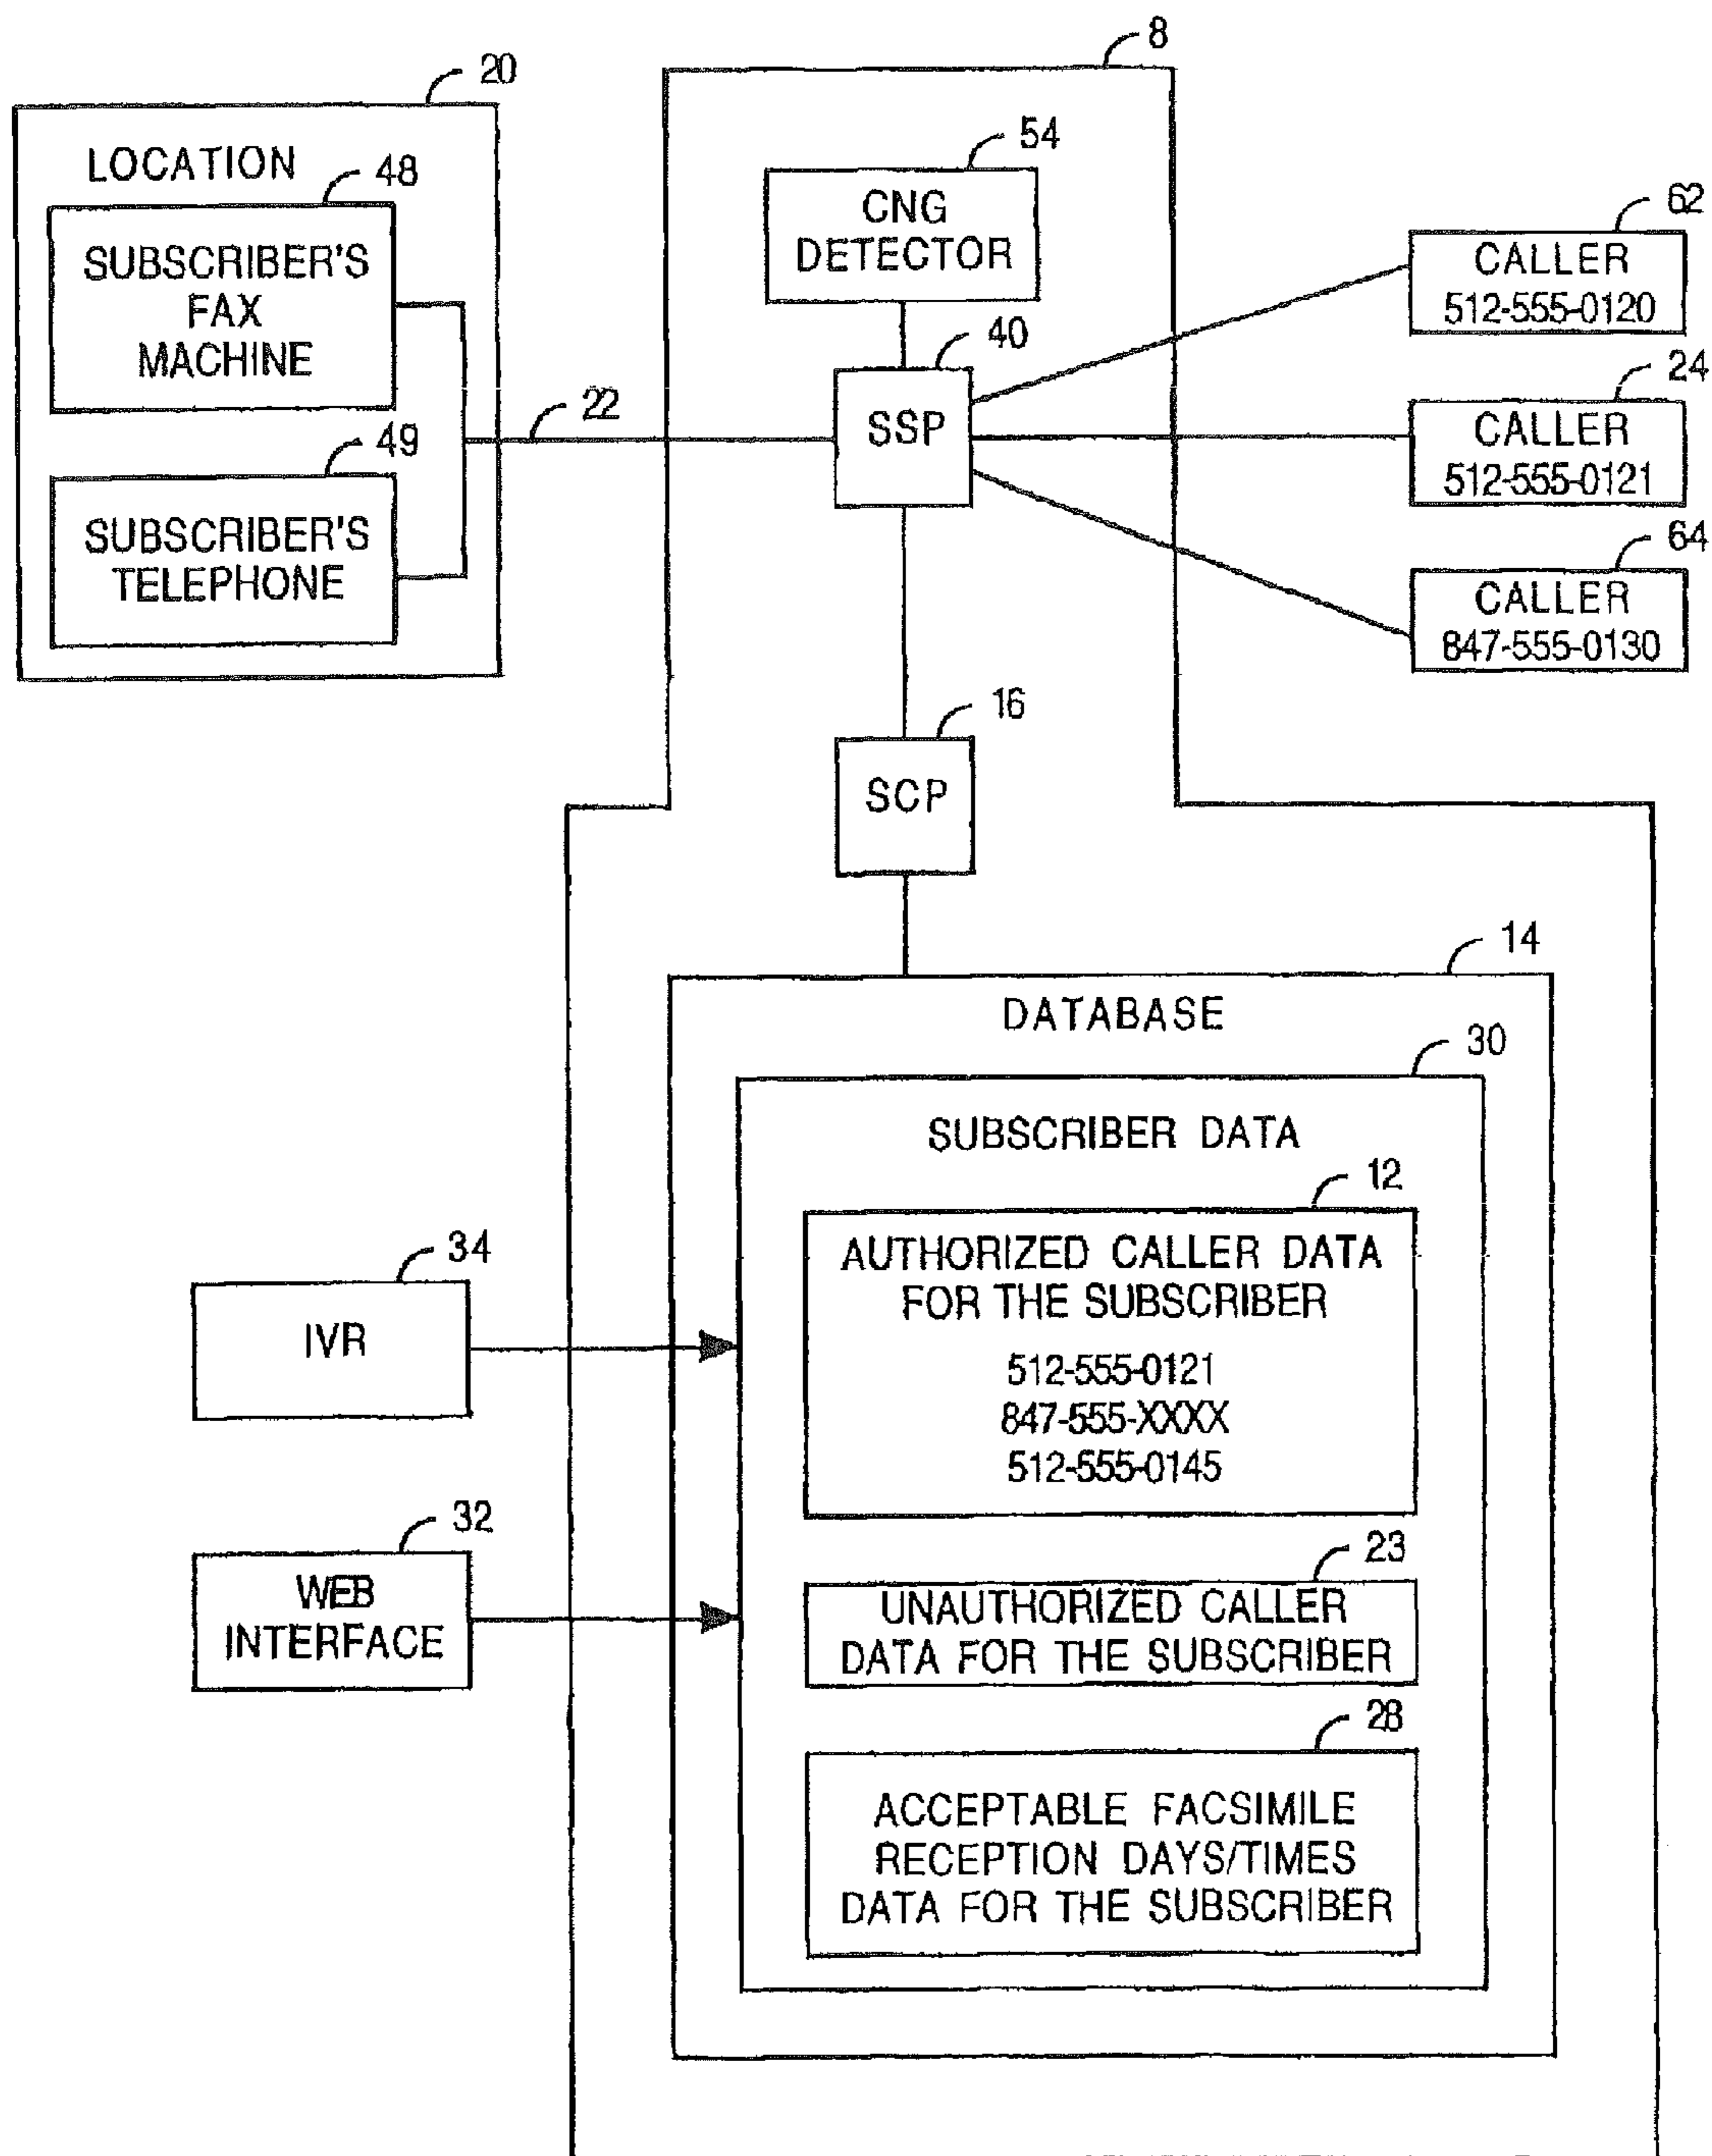 8
20
LOCATION
48
SUBSCRIBER'S
FAX
MACHINE
49
SUBSCRIBER'S
TELEPHONE
22
54
CNG
DETECTOR
40
SSP
62
CALLER
512-555-0120
24
CALLER
512-555-0121
64
CALLER
847-555-0130
16
SCP
14
DATABASE
30
SUBSCRIBER DATA
12
AUTHORIZED CALLER DATA
FOR THE SUBSCRIBER
512-555-0121
847-555-XXXX
512-555-0145
34
IVR
32
WEB
INTERFACE
23
UNAUTHORIZED CALLER
DATA FOR THE SUBSCRIBER
28
ACCEPTABLE FACSIMILE
RECEPTION DAYS/TIMES
DATA FOR THE SUBSCRIBER